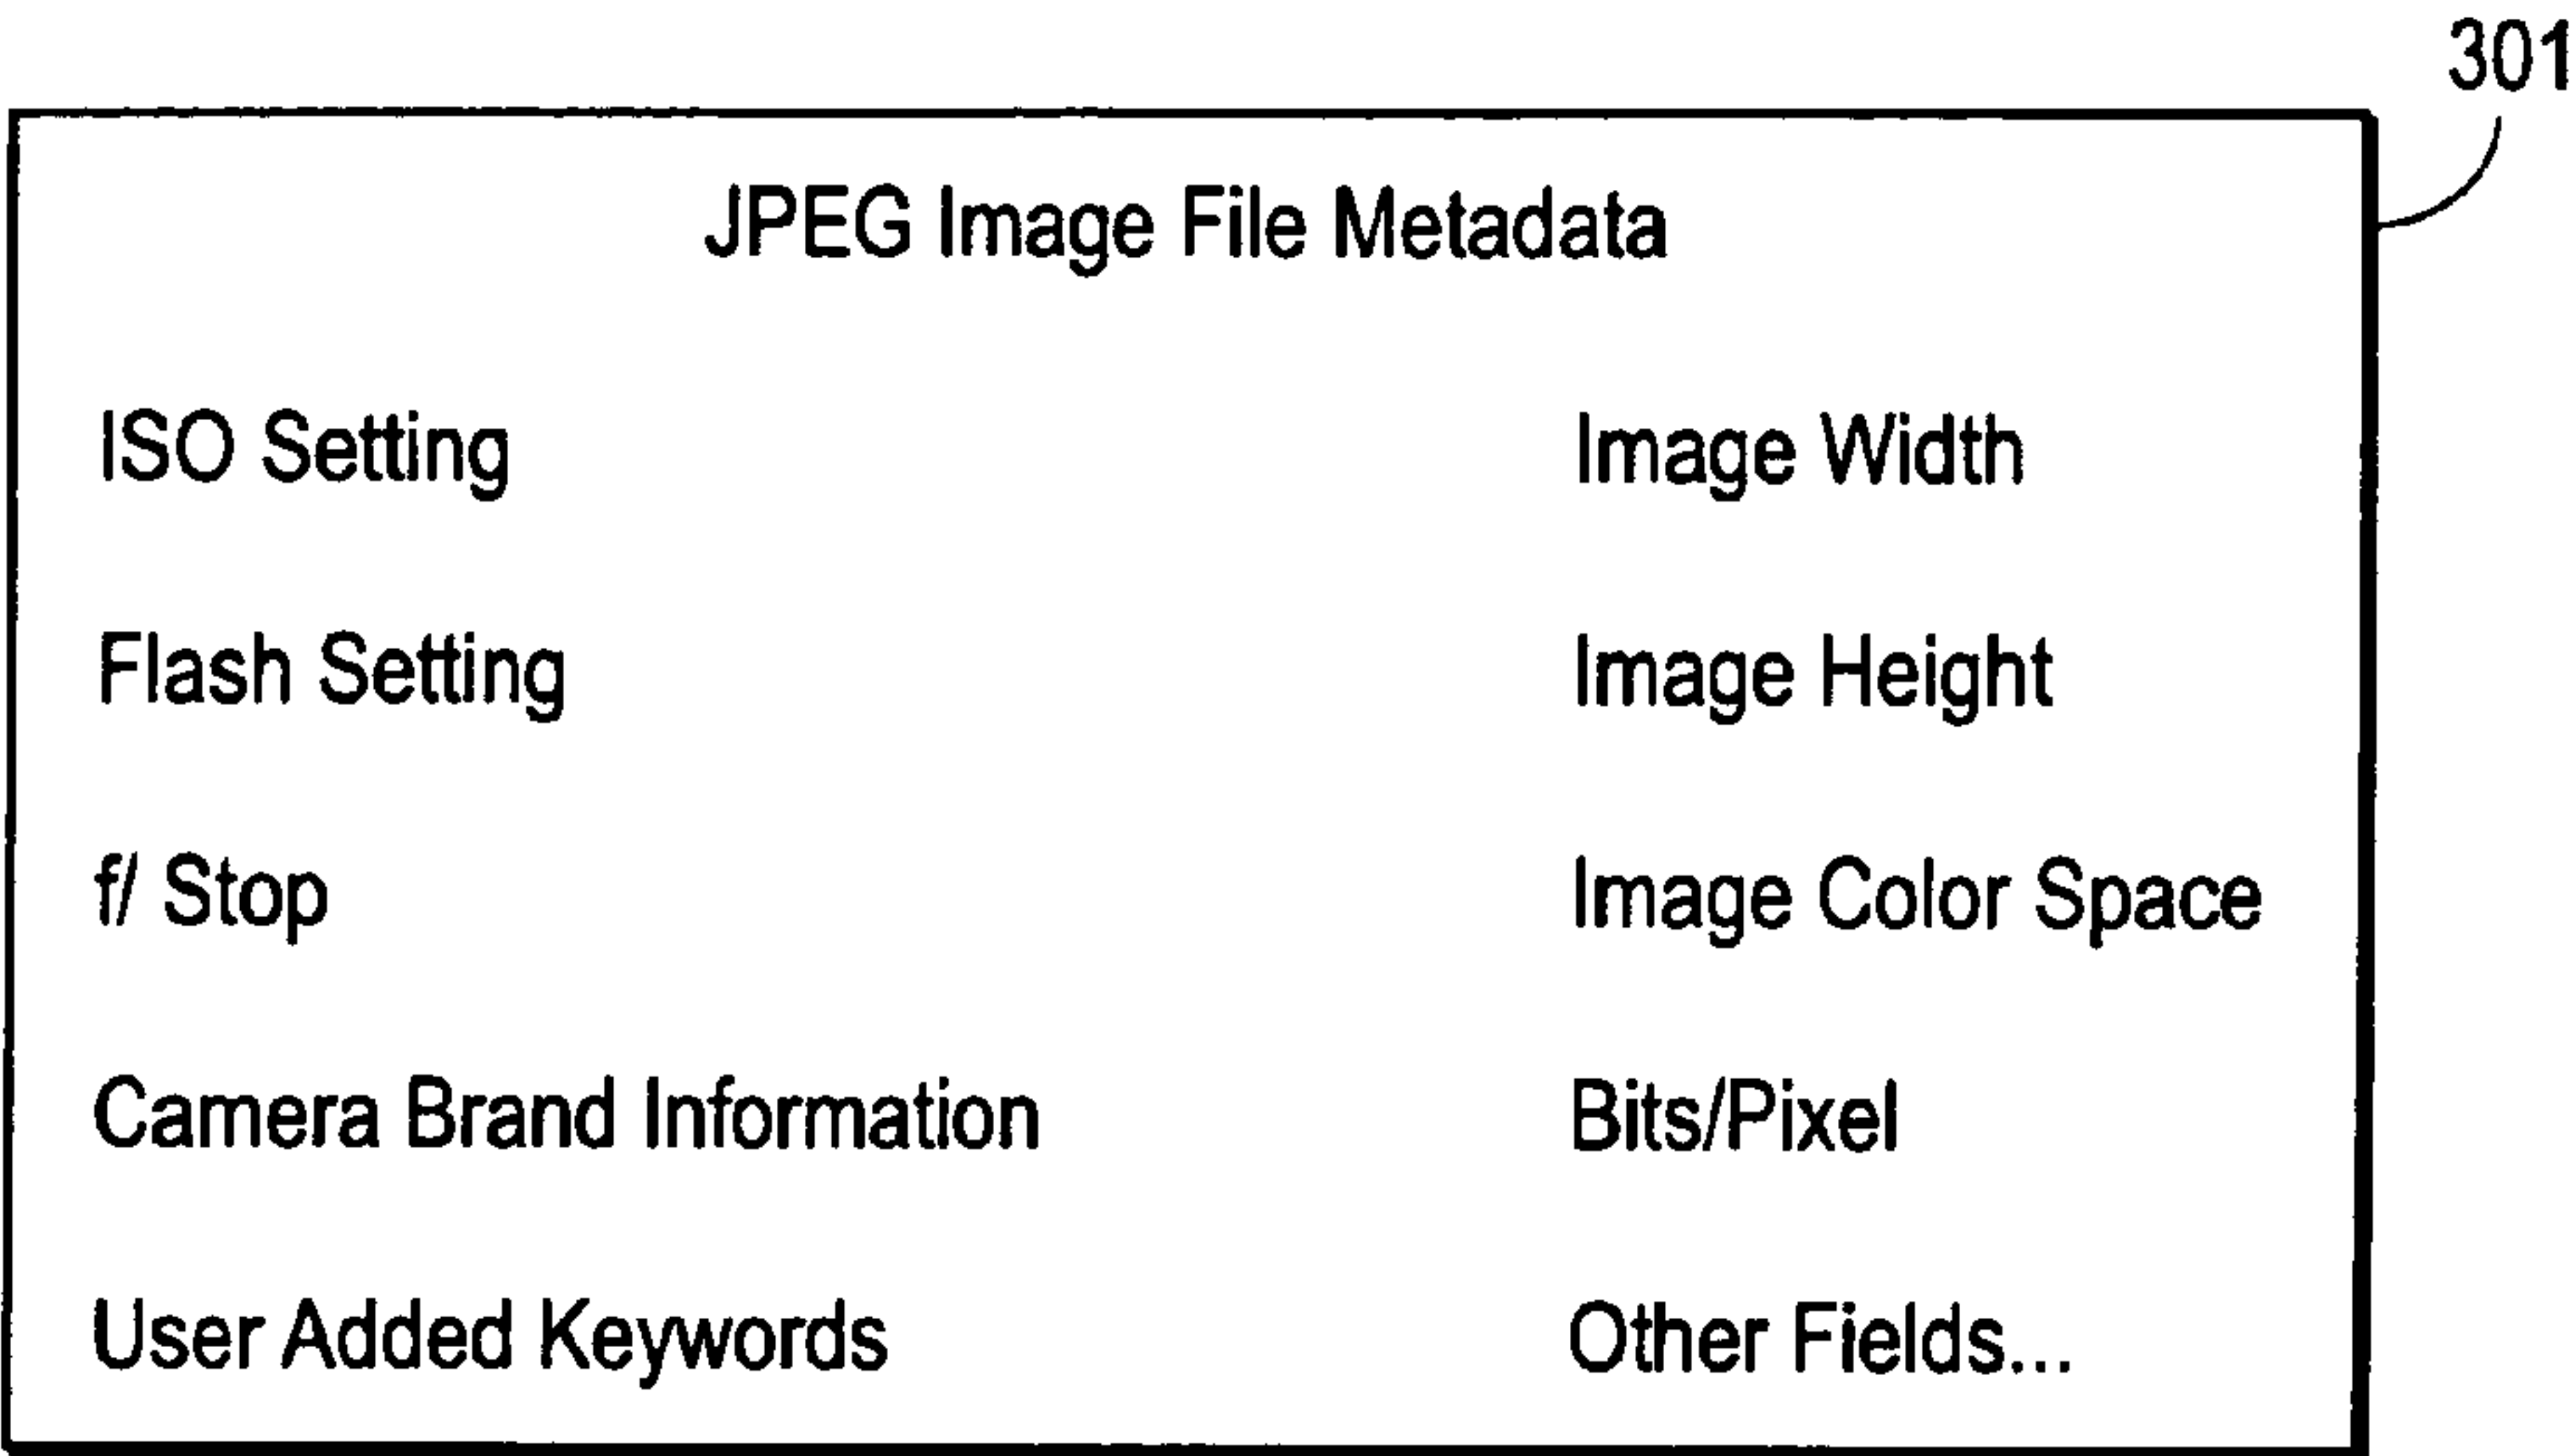 301
JPEG Image File Metadata
ISO Setting
Image Width
Flash Setting
Image Height
f/ Stop
Image Color Space
Camera Brand Information
Bits/Pixel
User Added Keywords
Other Fields...